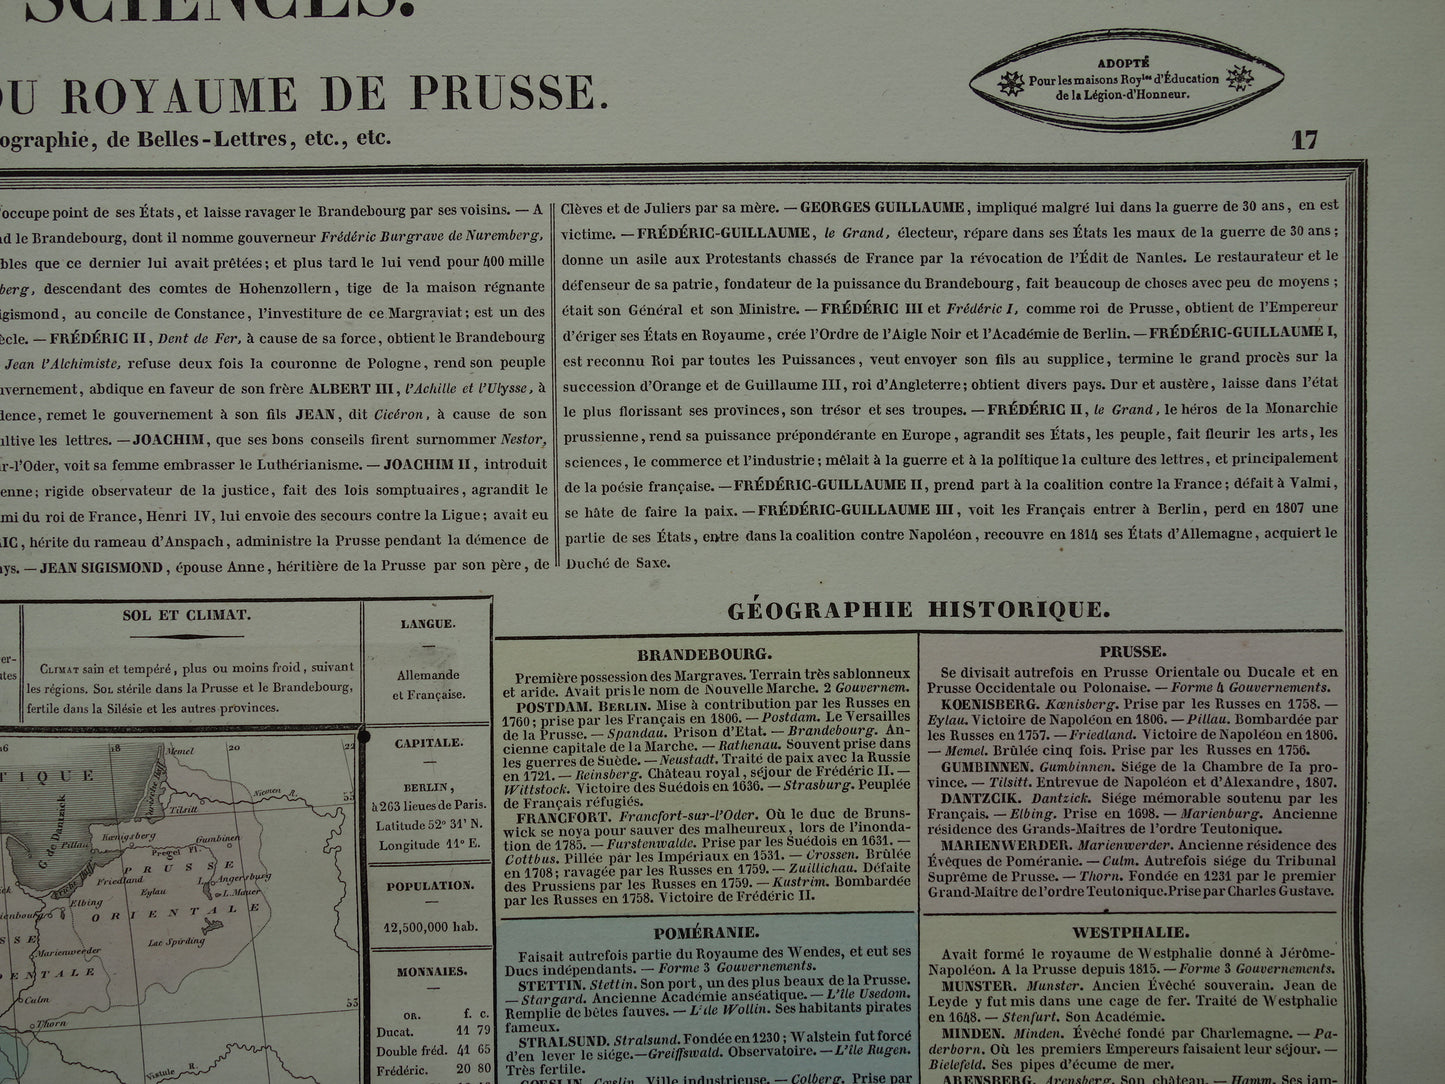 SCIENCES.
DU ROYAUME DE PRUSSE.
ographie, de Belles-Lettres, etc., etc.
ADOPTÉ
Pour les maisons Roy^les d'Éducation
de la Légion-d'Honneur.
17
'occupe point de ses États, et laisse ravager le Brandebourg par ses voisins. — A
d le Brandebourg, dont il nomme gouverneur Frédéric Burgrave de Nuremberg,
bles que ce dernier lui avait prêtées; et plus tard le lui vend pour 400 mille
berg, descendant des comtes de Hohenzollern, tige de la maison régnante
igismond, au concile de Constance, l'investiture de ce Margraviat; est un des
ècle. — FRÉDÉRIC II, Dent de Fer, à cause de sa force, obtient le Brandebourg
Jean l'Alchimiste, refuse deux fois la couronne de Pologne, rend son peuple
uvernement, abdique en faveur de son frère ALBERT III, l'Achille et l'Ulysse, à
dence, remet le gouvernement à son fils JEAN, dit Cicéron, à cause de son
ultive les lettres. — JOACHIM, que ses bons conseils firent surnommer Nestor,
ur-l'Oder, voit sa femme embrasser le Luthérianisme. — JOACHIM II, introduit
enne; rigide observateur de la justice, fait des lois somptuaires, agrandit le
mi du roi de France, Henri IV, lui envoie des secours contre la Ligue; avait eu
IC, hérite du rameau d'Anspach, administre la Prusse pendant la démence de
ays. — JEAN SIGISMOND, épouse Anne, héritière de la Prusse par son père, de
Clèves et de Juliers par sa mère. — GEORGES GUILLAUME, impliqué malgré lui dans la guerre de 30 ans, en est
victime. — FRÉDÉRIC-GUILLAUME, le Grand, électeur, répare dans ses États les maux de la guerre de 30 ans;
donne un asile aux Protestants chassés de France par la révocation de l'Édit de Nantes. Le restaurateur et le
défenseur de sa patrie, fondateur de la puissance du Brandebourg, fait beaucoup de choses avec peu de moyens;
était son Général et son Ministre. — FRÉDÉRIC III et Frédéric I, comme roi de Prusse, obtient de l'Empereur
d'ériger ses États en Royaume, crée l'Ordre de l'Aigle Noir et l'Académie de Berlin. — FRÉDÉRIC-GUILLAUME I,
est reconnu Roi par toutes les Puissances, veut envoyer son fils au supplice, termine le grand procès sur la
succession d'Orange et de Guillaume III, roi d'Angleterre; obtient divers pays. Dur et austère, laisse dans l'état
le plus florissant ses provinces, son trésor et ses troupes. — FRÉDÉRIC II, le Grand, le héros de la Monarchie
prussienne, rend sa puissance prépondérante en Europe, agrandit ses États, les peuple, fait fleurir les arts, les
sciences, le commerce et l'industrie; mêlait à la guerre et à la politique la culture des lettres, et principalement
de la poésie française. — FRÉDÉRIC-GUILLAUME II, prend part à la coalition contre la France; défait à Valmi,
se hâte de faire la paix. — FRÉDÉRIC-GUILLAUME III, voit les Français entrer à Berlin, perd en 1807 une
partie de ses États, entre dans la coalition contre Napoléon, recouvre en 1814 ses États d'Allemagne, acquiert le
Duché de Saxe.
SOL ET CLIMAT.
CLIMAT sain et tempéré, plus ou moins froid, suivant
les régions. SOL stérile dans la Prusse et le Brandebourg,
fertile dans la Silésie et les autres provinces.
LANGUE.
Allemande
et Française.
CAPITALE.
BERLIN,
à 263 lieues de Paris.
Latitude 52° 31' N.
Longitude 11° E.
POPULATION.
12,500,000 hab.
MONNAIES.
OR. f. c.
Ducat. 11 79
Double fréd. 41 65
Frédéric. 20 80
GÉOGRAPHIE HISTORIQUE.
BRANDEBOURG.
Première possession des Margraves. Terrain très sablonneux
et aride. Avait pris le nom de Nouvelle Marche. 2 Gouvernem.
POSTDAM. BERLIN. Mise à contribution par les Russes en
1760; prise par les Français en 1806. — Postdam. Le Versailles
de la Prusse. — Spandau. Prison d'État. — Brandebourg. An-
cienne capitale de la Marche. — Rathenau. Souvent prise dans
les guerres de Suède. — Neustadt. Traité de paix avec la Russie
en 1721. — Reinsberg. Château royal, séjour de Frédéric II. —
Wittstock. Victoire des Suédois en 1636. — Strasburg. Peuplée
de Français réfugiés.
FRANCFORT. Francfort-sur-l'Oder. Où le duc de Bruns-
wick se noya pour sauver des malheureux, lors de l'inonda-
tion de 1785. — Furstenwalde. Prise par les Suédois en 1631. —
Cottbus. Pillée par les Impériaux en 1531. — Crossen. Brûlée
en 1708; ravagée par les Russes en 1759. — Zuillichau. Défaite
des Prussiens par les Russes en 1759. — Kustrim. Bombardée
par les Russes en 1758. Victoire de Frédéric II.
PRUSSE.
Se divisait autrefois en Prusse Orientale ou Ducale et en
Prusse Occidentale ou Polonaise. — Forme 4 Gouvernements.
KŒNISBERG. Kœnisberg. Prise par les Russes en 1758. —
Eylau. Victoire de Napoléon en 1806. — Pillau. Bombardée par
les Russes en 1757. — Friedland. Victoire de Napoléon en 1806.
— Memel. Brûlée cinq fois. Prise par les Russes en 1756.
GUMBINNEN. Gumbinnen. Siége de la Chambre de la pro-
vince. — Tilsitt. Entrevue de Napoléon et d'Alexandre, 1807.
DANTZCIK. Dantzick. Siége mémorable soutenu par les
Français. — Elbing. Prise en 1698. — Marienburg. Ancienne
résidence des Grands-Maîtres de l'ordre Teutonique.
MARIENWERDER. Marienwerder. Ancienne résidence des
Évêques de Poméranie. — Culm. Autrefois siége du Tribunal
Suprême de Prusse. — Thorn. Fondée en 1231 par le premier
Grand-Maître de l'ordre Teutonique. Prise par Charles Gustave.
POMÉRANIE.
Faisait autrefois partie du Royaume des Wendes, et eut ses
Ducs indépendants. — Forme 3 Gouvernements.
STETTIN. Stettin. Son port, un des plus beaux de la Prusse.
— Stargard. Ancienne Académie anséatique. — L'île Usedom.
Remplie de bêtes fauves. — L'île Wollin. Ses habitants pirates
fameux.
STRALSUND. Stralsund. Fondée en 1230; Walstein fut forcé
d'en lever le siége. — Greiffswald. Observatoire. — L'île Rugen.
Très fertile.
COESLIN. Cœslin. Ville industrieuse. — Colberg. Prise par
WESTPHALIE.
Avait formé le royaume de Westphalie donné à Jérôme-
Napoléon. A la Prusse depuis 1815. — Forme 3 Gouvernements.
MUNSTER. Munster. Ancien Évêché souverain. Jean de
Leyde y fut mis dans une cage de fer. Traité de Westphalie
en 1648. — Stenfurt. Son Académie.
MINDEN. Minden. Évêché fondé par Charlemagne. — Pa-
derborn. Où les premiers Empereurs faisaient leur séjour. —
Bielefeld. Ses pipes d'écume de mer.
ARENSBERG. Arensberg. Son château. — Hamm. Ses jam-
er-
utes
16
18
20
22
TIQUE
Memel
Niemen R.
55
Tilsitt
G. de Dantzick
Pillau
Kœnigsberg
Gumbinen
Pregel Fl.
PRUSSE
Friedland
Eylau
Angersburg
L. Mauer
Elbing
ORIENTALE
Lac Spirding
SSE
Marienwerder
DENTALE
Culm
53
Thorn
Vistule R.